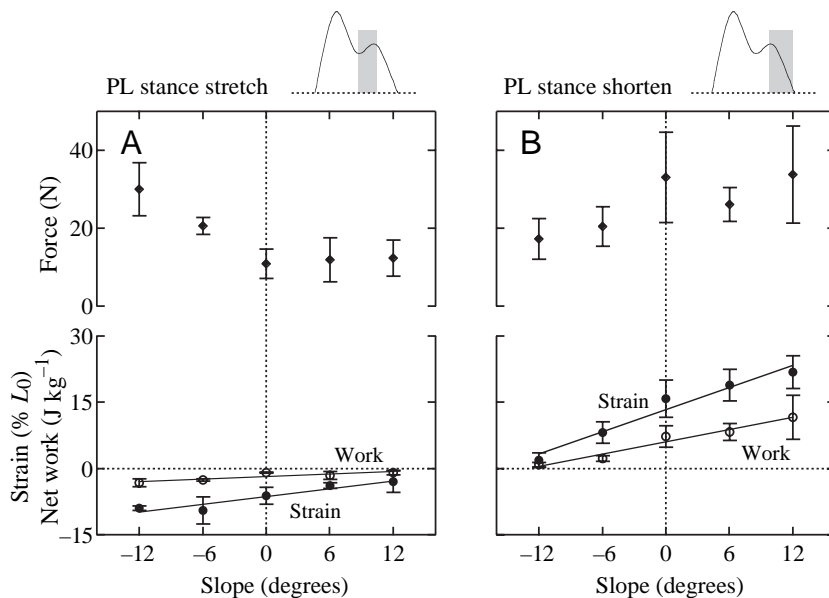 PL stance stretch
PL stance shorten
A
B
Force (N)
40
20
0
Strain (% L0)
Net work (J kg−1)
30
15
0
−15
Work
Strain
Strain
Work
−12 −6 0 6 12
−12 −6 0 6 12
Slope (degrees)
Slope (degrees)